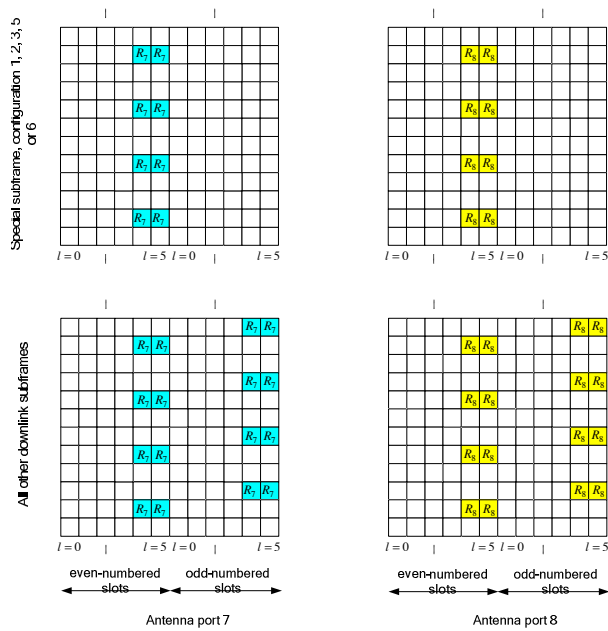 Special subframe, configuration 1, 2, 3, 5
or 6
R7 R7
R7 R7
R7 R7
R7 R7
l = 0 l = 5 l = 0 l = 5
R8 R8
R8 R8
R8 R8
R8 R8
l = 0 l = 5 l = 0 l = 5
All other downlink subframes
R7 R7
R7 R7
R7 R7
R7 R7
R7 R7
R7 R7
R7 R7
R7 R7
l = 0 l = 5 l = 0 l = 5
even-numbered
slots
odd-numbered
slots
Antenna port 7
R8 R8
R8 R8
R8 R8
R8 R8
R8 R8
R8 R8
R8 R8
R8 R8
l = 0 l = 5 l = 0 l = 5
even-numbered
slots
odd-numbered
slots
Antenna port 8